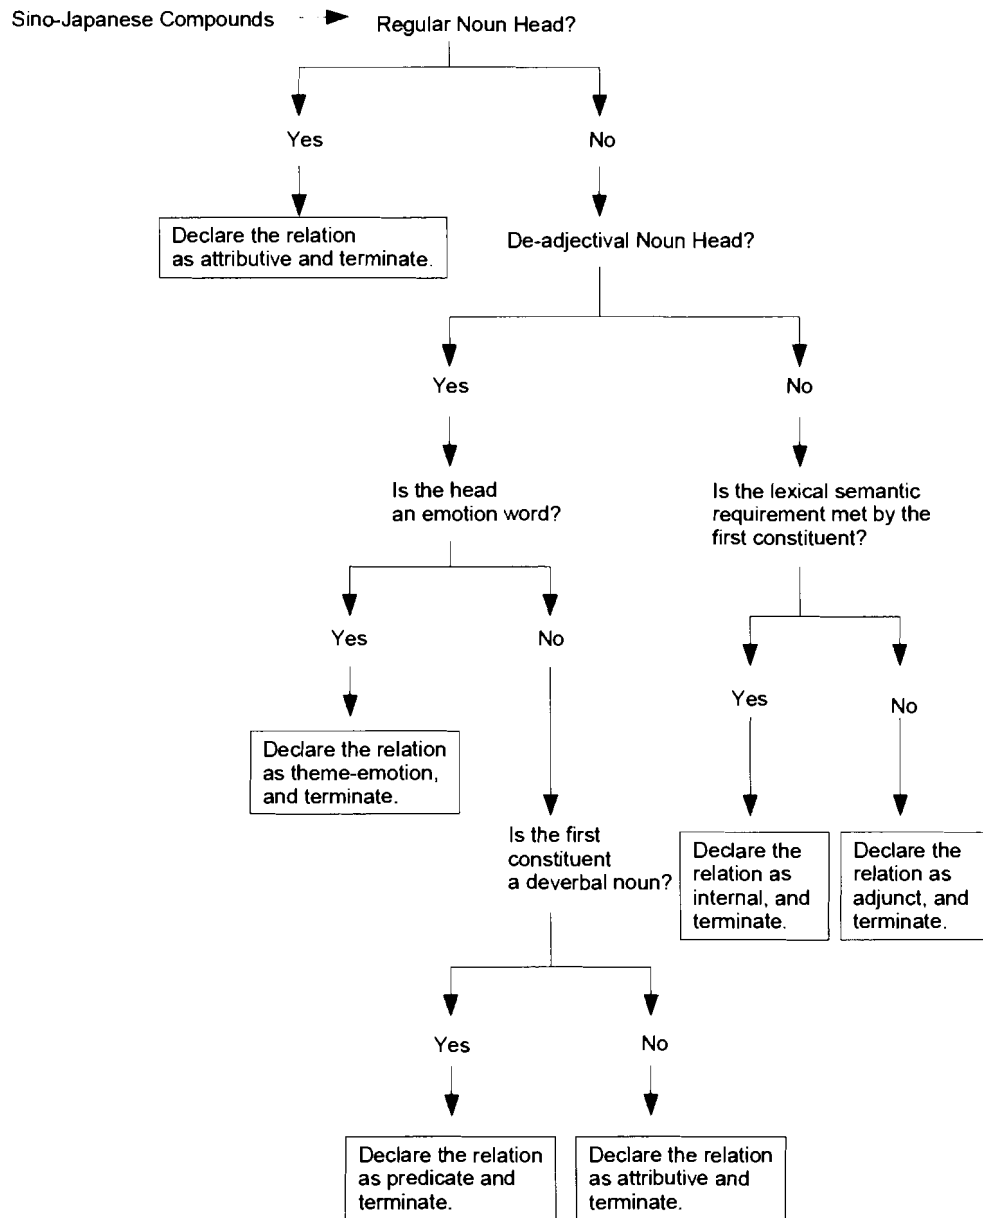 Sino-Japanese Compounds
Regular Noun Head?
Yes
No
Declare the relation
as attributive and terminate.
De-adjectival Noun Head?
Yes
No
Is the head
an emotion word?
Is the lexical semantic
requirement met by the
first constituent?
Yes
No
Yes
No
Declare the relation
as theme-emotion,
and terminate.
Is the first
constituent
a deverbal noun?
Declare the
relation as
internal, and
terminate.
Declare the
relation as
adjunct, and
terminate.
Yes
No
Declare the relation
as predicate and
terminate.
Declare the relation
as attributive and
terminate.